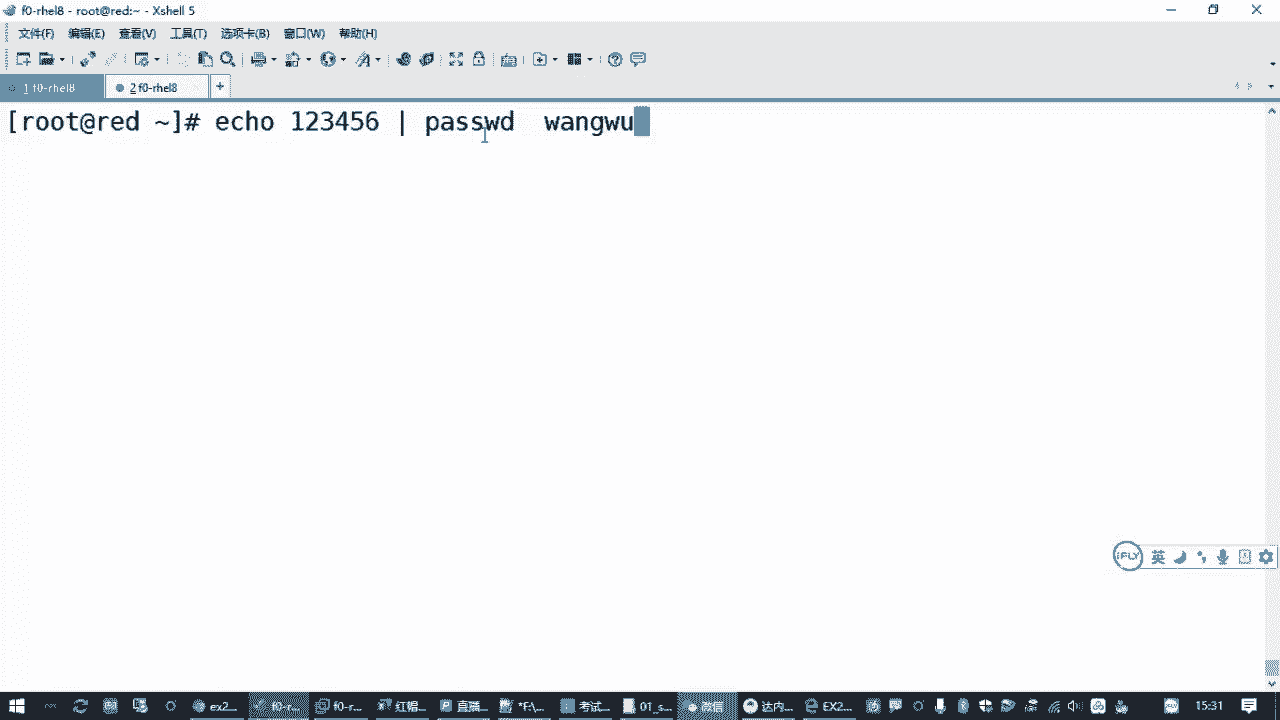 f0-rhel8 - root@red:~ - Xshell 5
文件(F) 编辑(E) 查看(V) 工具(T) 选项卡(B) 窗口(W) 帮助(H)
1 f0-rhel8 2 f0-rhel8 +
[root@red ~]# echo 123456 | passwd  wangwu
iFLY 英
ex2... f0-r... f0-r... 红帽... 直播... *F:\... 考试... 01_s... 微信 达内... EX2... 15:31